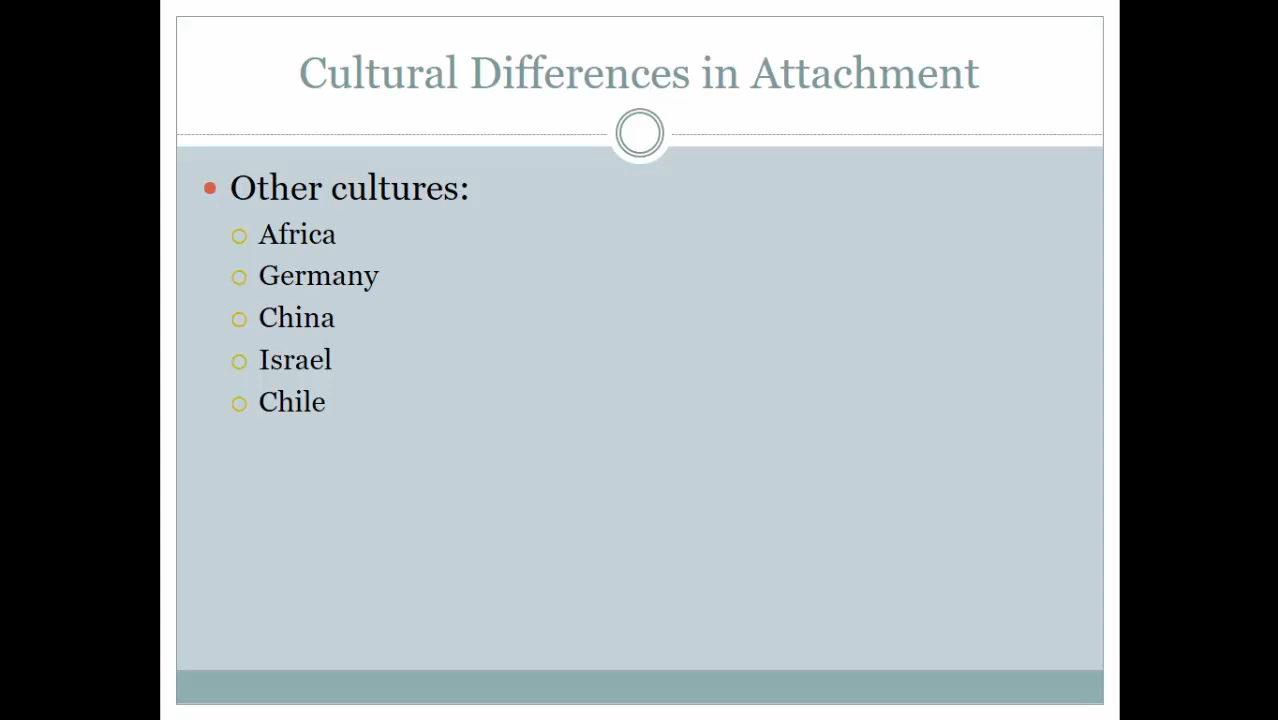 Cultural Differences in Attachment
Other cultures:
Africa
Germany
China
Israel
Chile